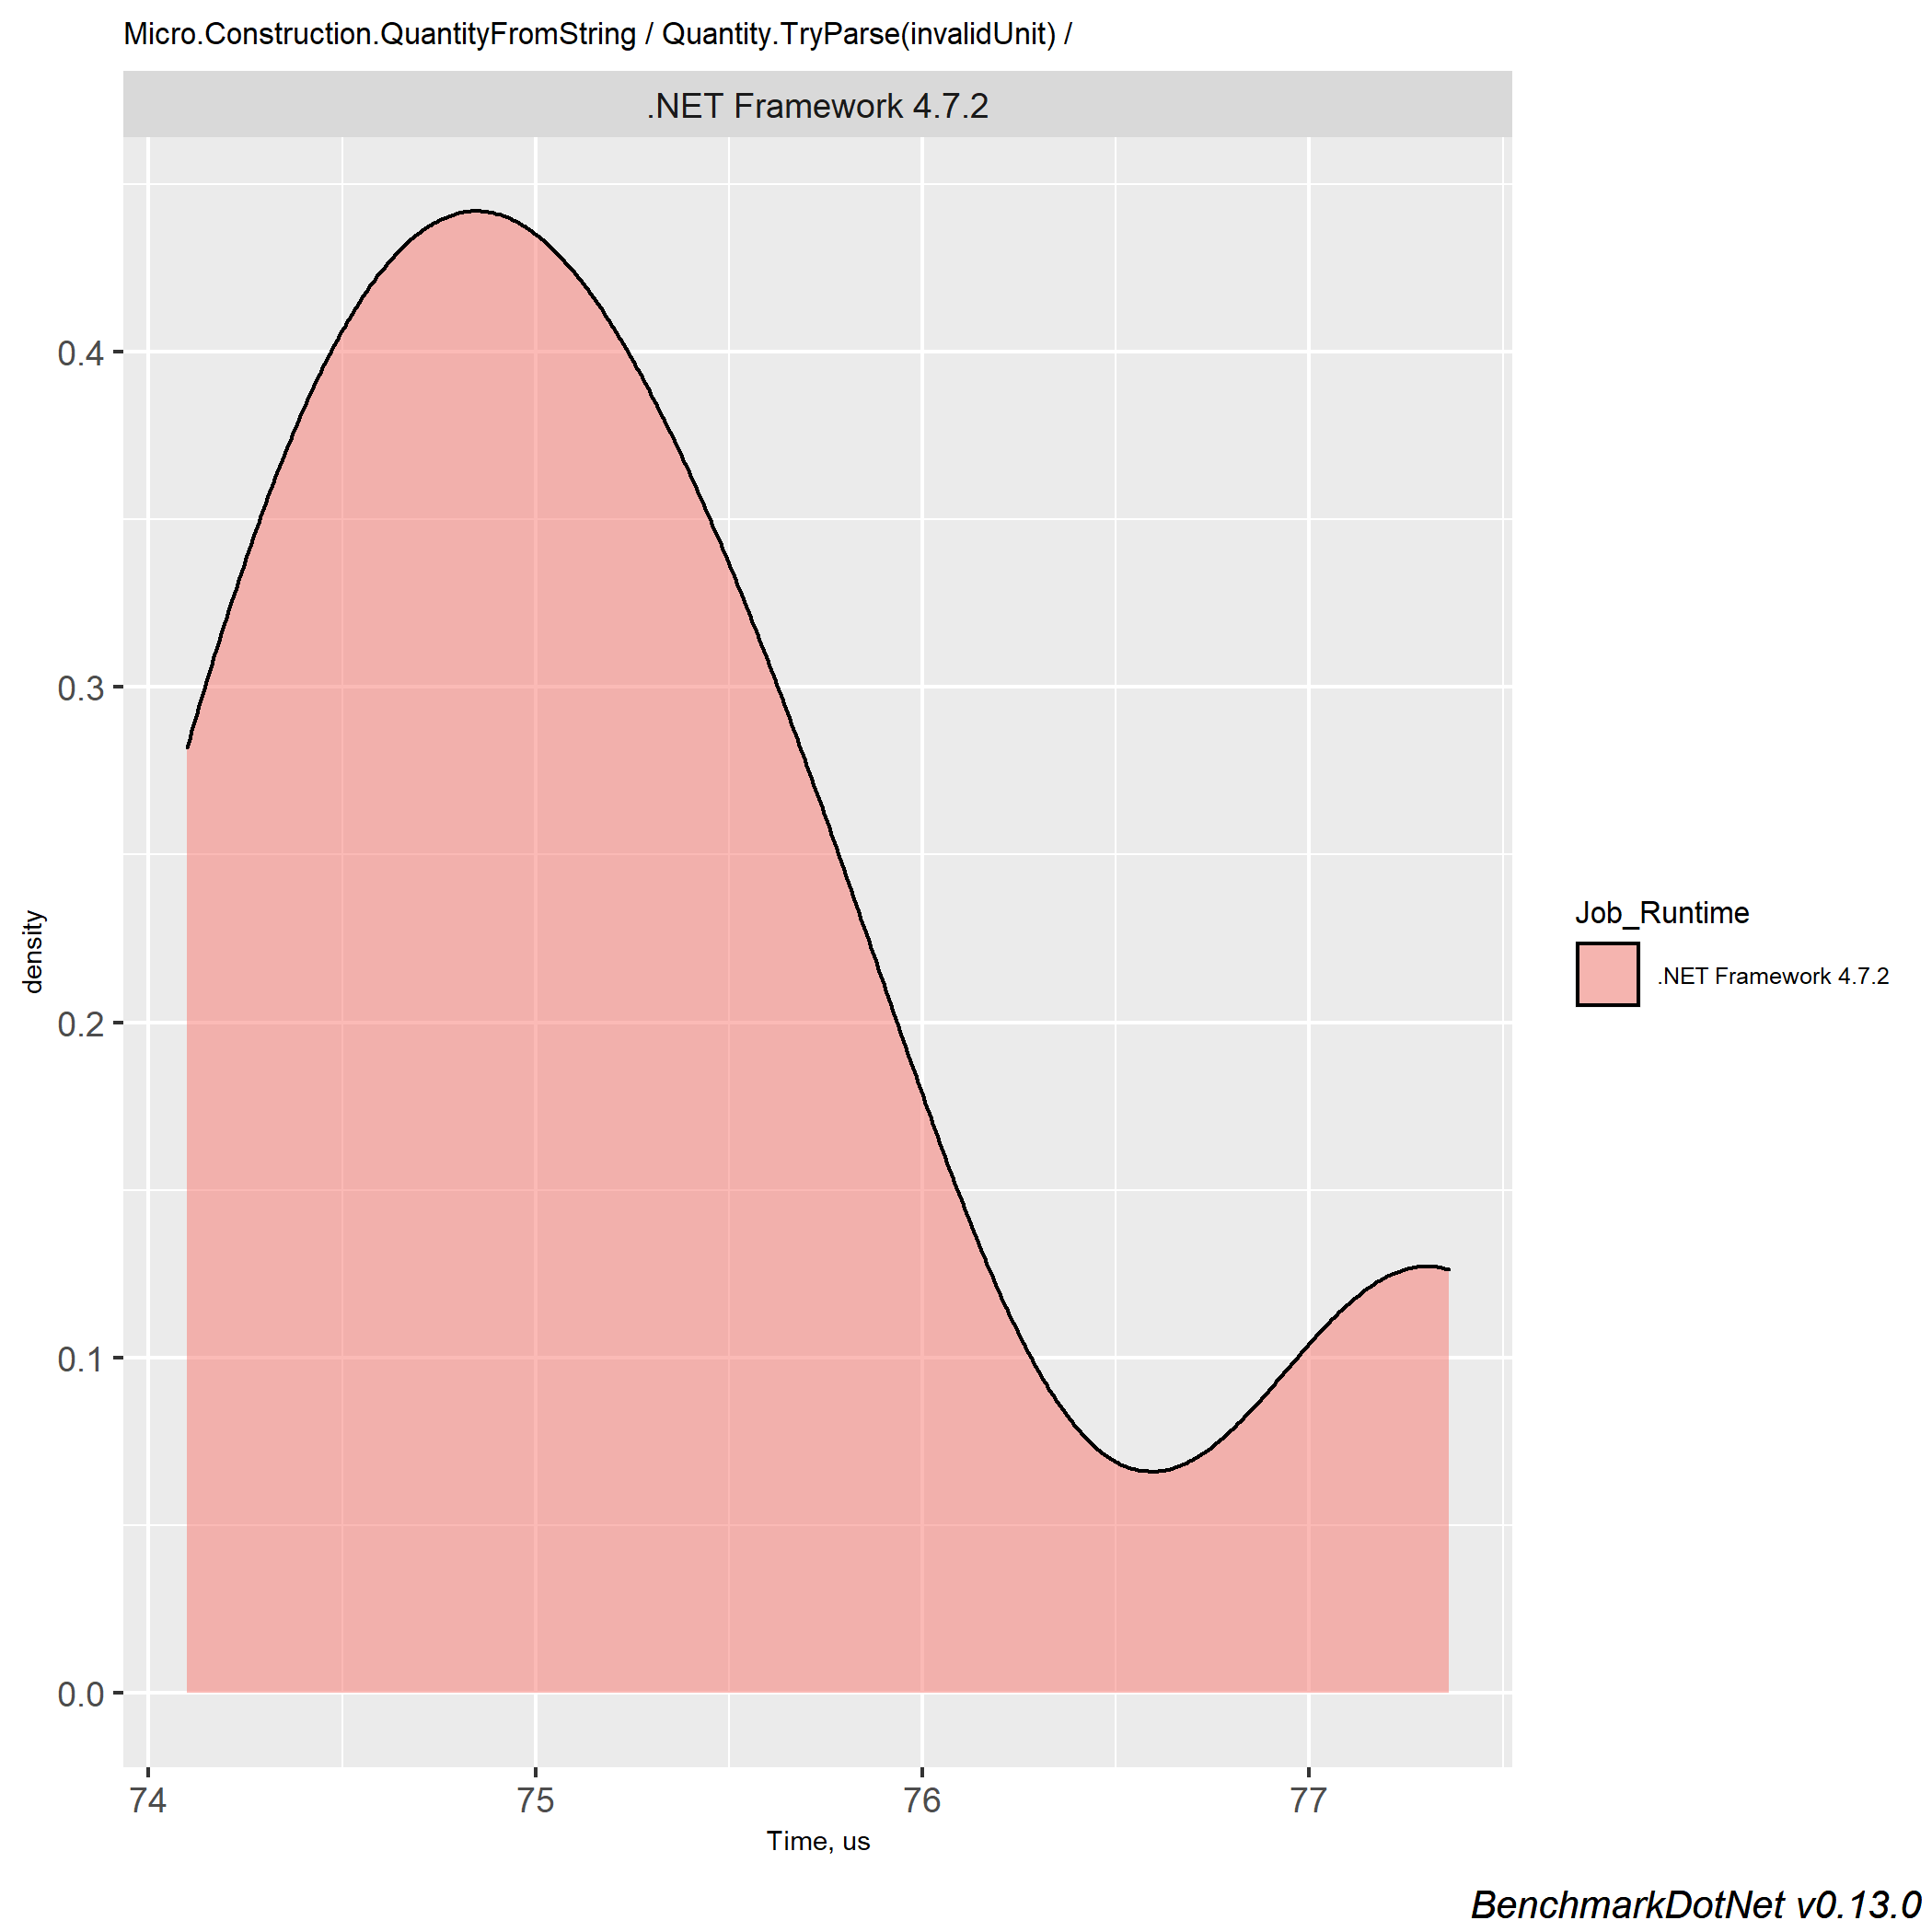 Micro.Construction.QuantityFromString / Quantity.TryParse(invalidUnit) /
.NET Framework 4.7.2
0.4
0.3
0.2
0.1
0.0
density
74 75 76 77
Time, us
Job_Runtime
.NET Framework 4.7.2
BenchmarkDotNet v0.13.0